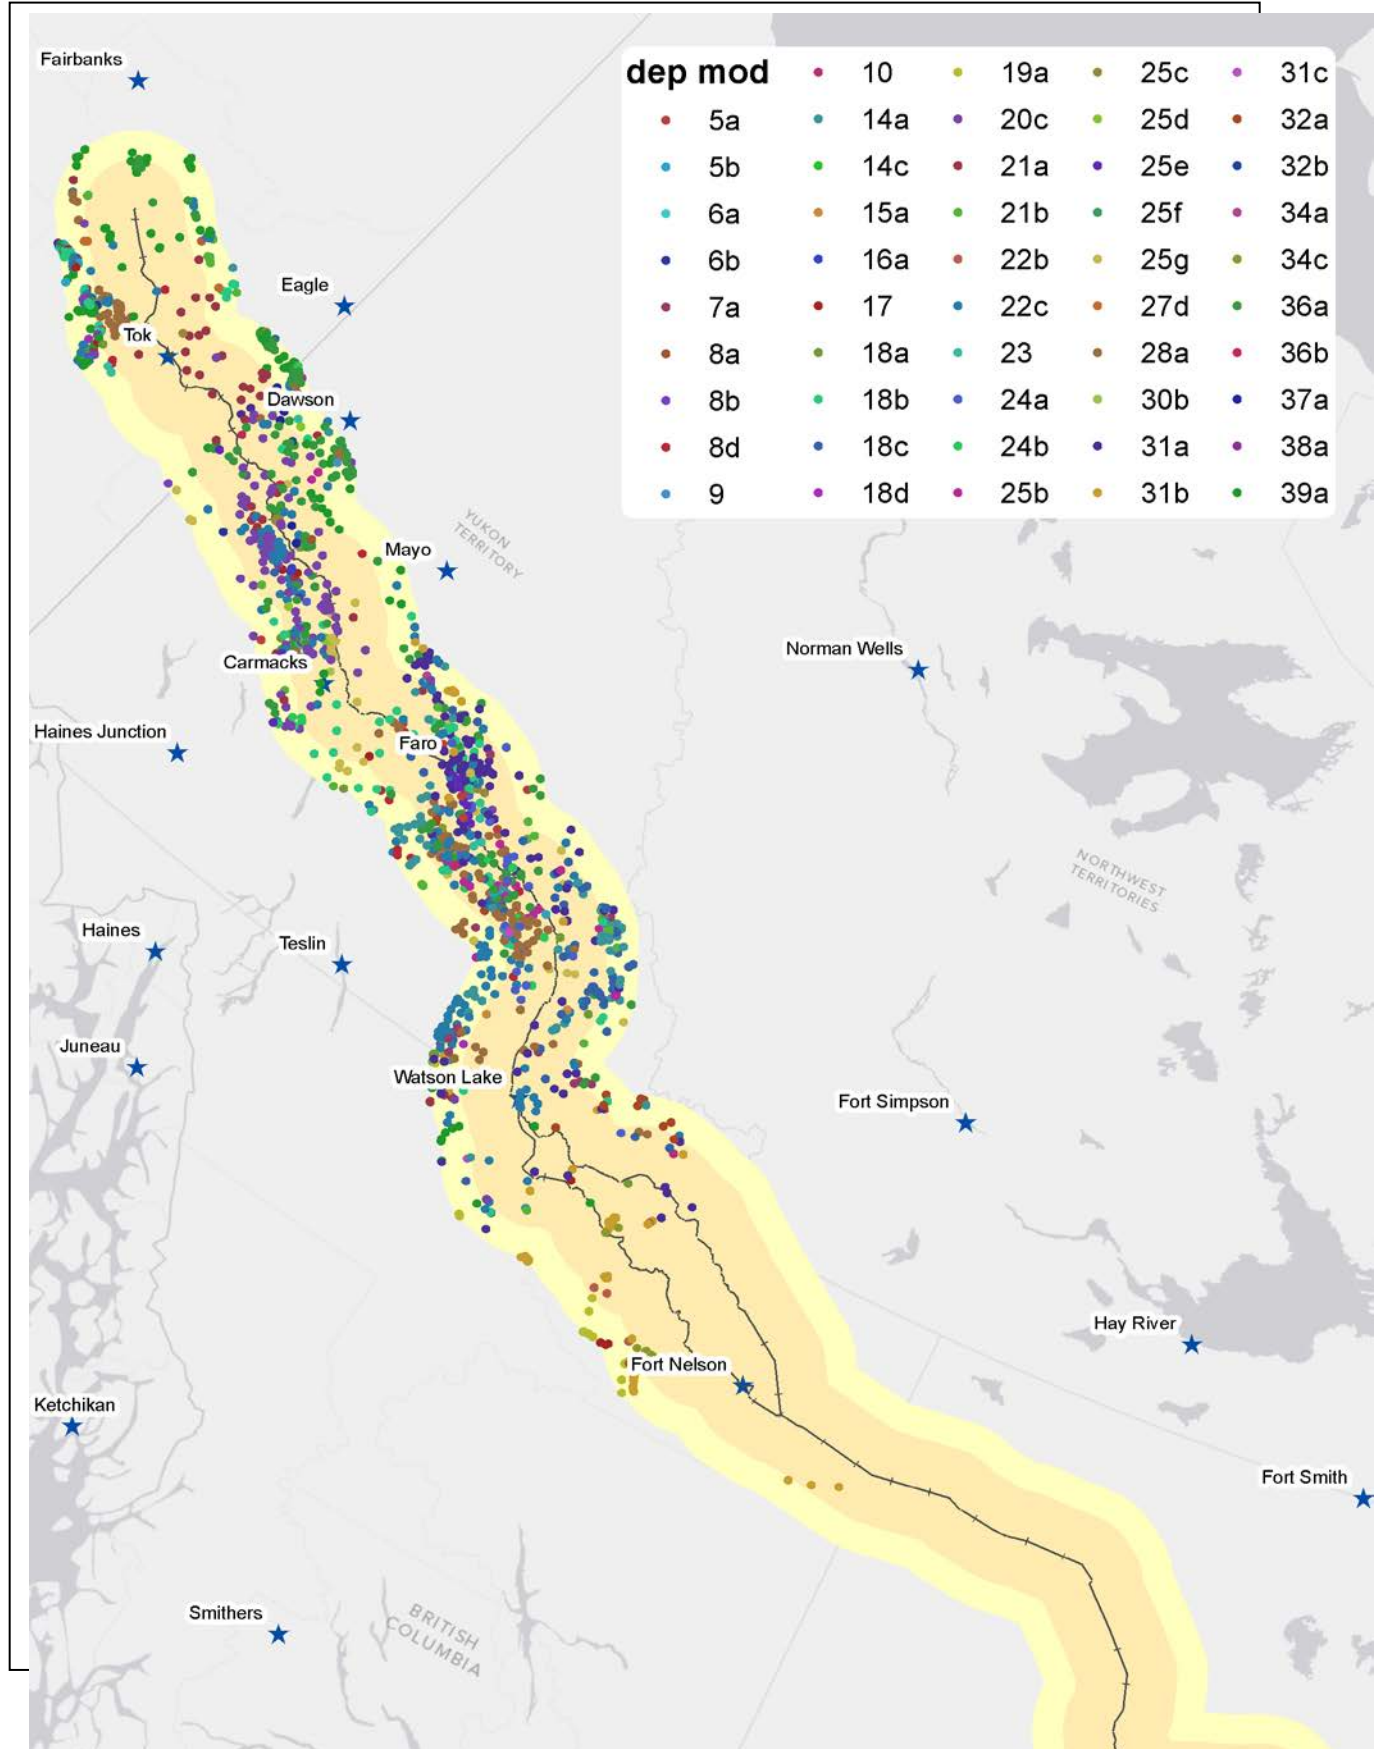 Fairbanks
dep mod
5a
5b
6a
6b
7a
8a
8b
8d
9
10
14a
14c
15a
16a
17
18a
18b
18c
18d
19a
20c
21a
21b
22b
22c
23
24a
24b
25b
25c
25d
25e
25f
25g
27d
28a
30b
31a
31b
31c
32a
32b
34a
34c
36a
36b
37a
38a
39a
Eagle
Tok
Dawson
YUKON
TERRITORY
Mayo
Norman Wells
Carmacks
Haines Junction
Faro
NORTHWEST
TERRITORIES
Haines
Teslin
Juneau
Watson Lake
Fort Simpson
Hay River
Fort Nelson
Ketchikan
Fort Smith
Smithers
BRITISH
COLUMBIA